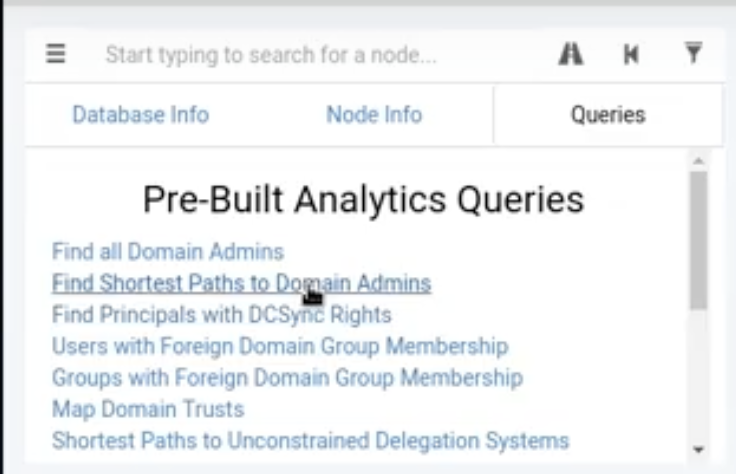 Start typing to search for a node...
Database Info
Node Info
Queries
Pre-Built Analytics Queries
Find all Domain Admins
Find Shortest Paths to Domain Admins
Find Principals with DCSync Rights
Users with Foreign Domain Group Membership
Groups with Foreign Domain Group Membership
Map Domain Trusts
Shortest Paths to Unconstrained Delegation Systems